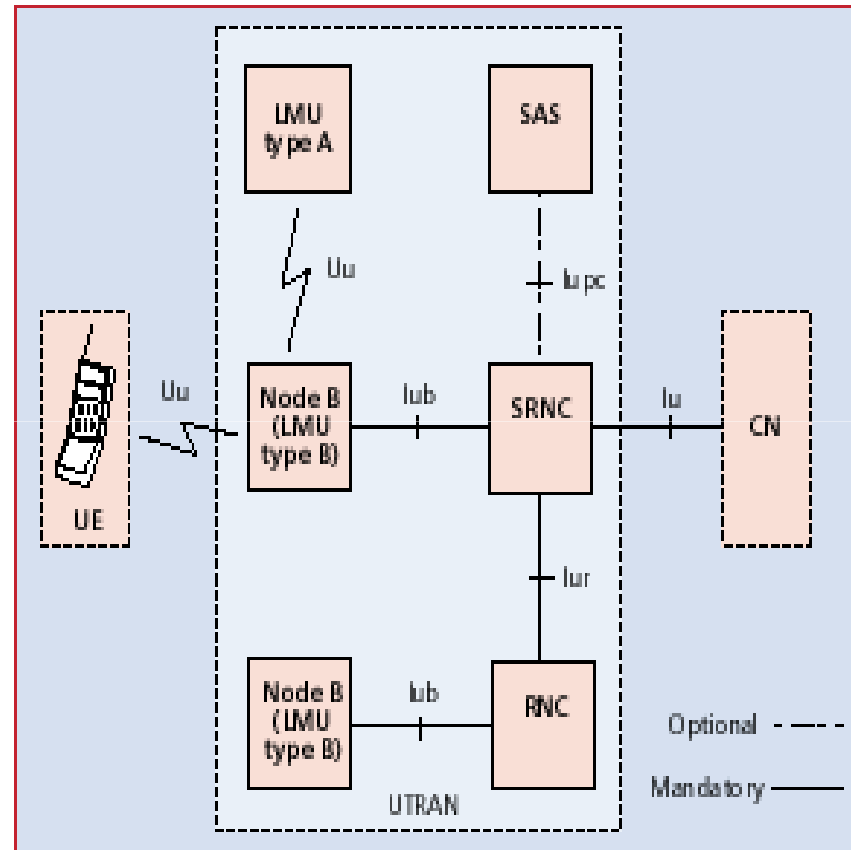 LMU
type A
SAS
Uu
Iupc
Uu
Node B
(LMU
type B)
Iub
SRNC
Iu
CN
UE
Iur
Node B
(LMU
type B)
Iub
RNC
Optional
Mandatory
UTRAN